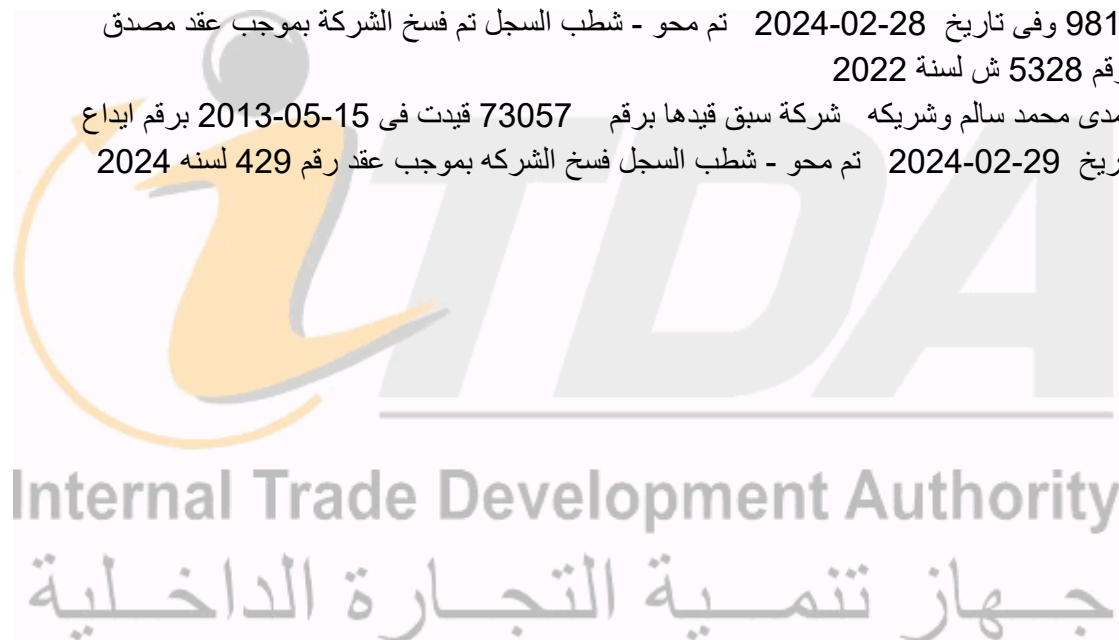 981 وفى تاريخ 28-02-2024 تم محو - شطب السجل تم فسخ الشركة بموجب عقد مصدق
رقم 5328 ش لسنة 2022
محمد سالم وشريكه شركة سبق قيدها برقم 73057 قيدت فى 15-05-2013 برقم ايداع
29-02-2024 تم محو - شطب السجل فسخ الشركه بموجب عقد رقم 429 لسنه 2024
iTDA
Internal Trade Development Authority
جهاز تنمية التجارة الداخلية